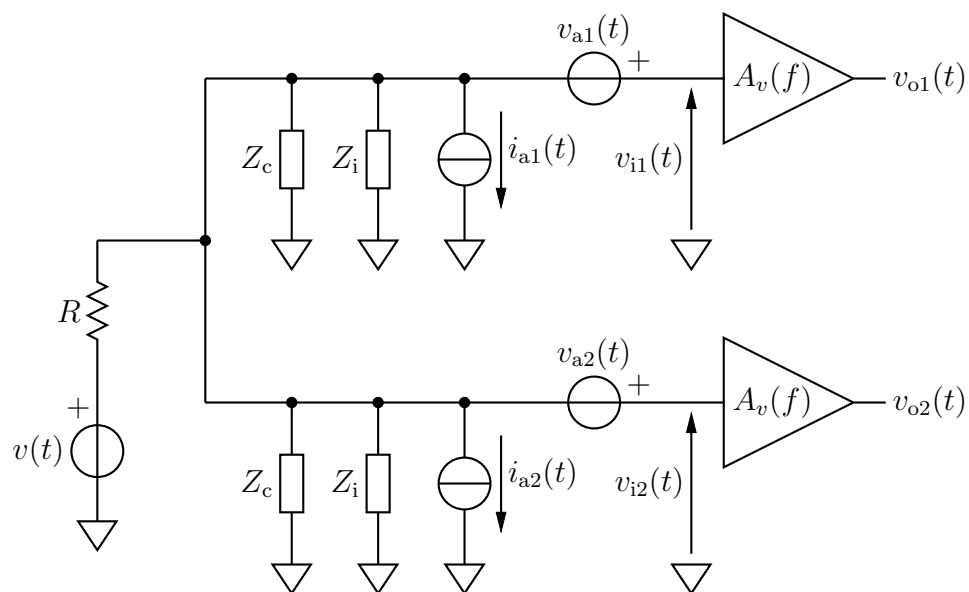 v_a1(t)
+
A_v(f)
v_o1(t)
Z_c
Z_i
i_a1(t)
v_i1(t)
R
v_a2(t)
+
A_v(f)
v_o2(t)
+
v(t)
Z_c
Z_i
i_a2(t)
v_i2(t)